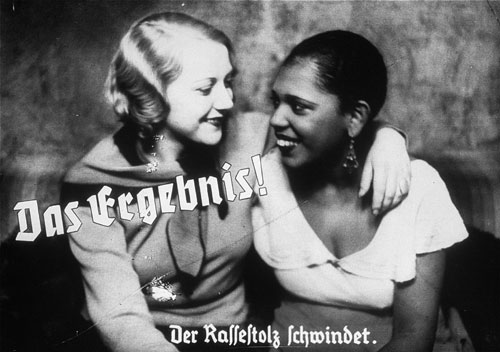 Das Ergebnis!
Der Rassestolz schwindet.